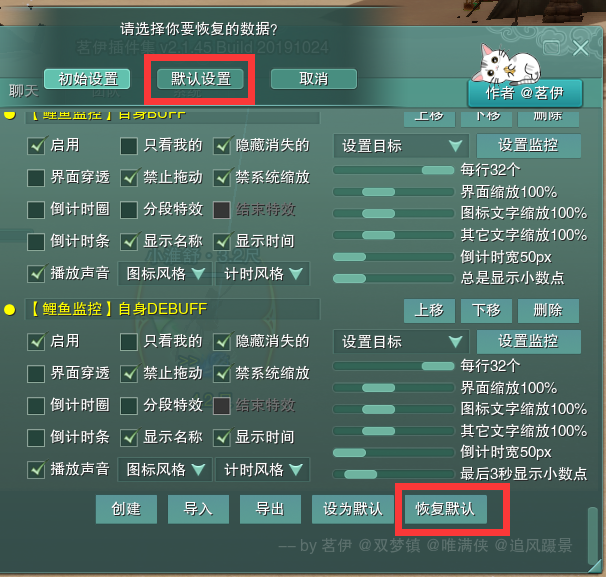 请选择你要恢复的数据?
茗伊插件集 v2.1.45 Build 20191024
初始设置 默认设置 取消
聊天
作者 @茗伊
【鲤鱼监控】自身BUFF 上移 下移 删除
启用 只看我的 隐藏消失的 设置目标 设置监控
界面穿透 禁止拖动 禁系统缩放 每行32个
界面缩放100%
倒计时圈 分段特效 结束特效 图标文字缩放100%
其它文字缩放100%
倒计时条 显示名称 显示时间 倒计时宽50px
播放声音 图标风格 计时风格 总是显示小数点
【鲤鱼监控】自身DEBUFF 上移 下移 删除
启用 只看我的 隐藏消失的 设置目标 设置监控
界面穿透 禁止拖动 禁系统缩放 每行32个
界面缩放100%
倒计时圈 分段特效 结束特效 图标文字缩放100%
其它文字缩放100%
倒计时条 显示名称 显示时间 倒计时宽50px
播放声音 图标风格 计时风格 最后3秒显示小数点
创建 导入 导出 设为默认 恢复默认
— by 茗伊 @双梦镇 @唯满侠 @追风蹑景